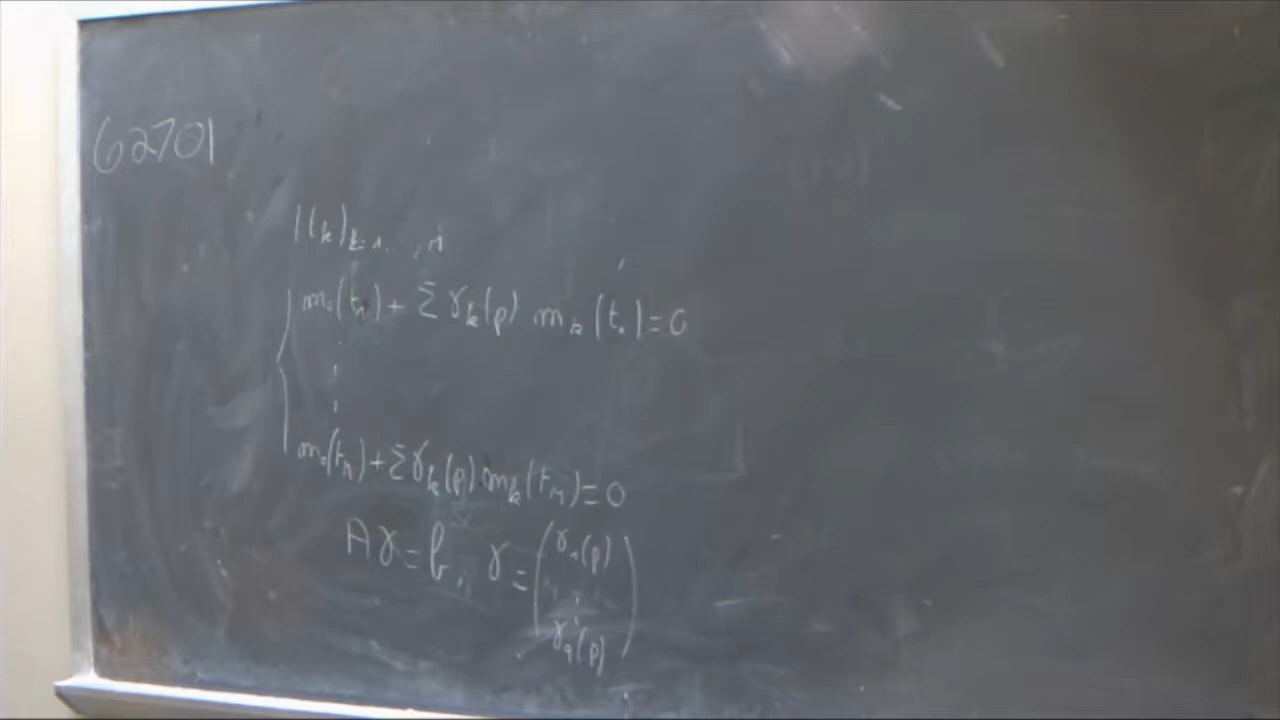 62701
(t_k)_{k=1,...,N}
m_0(t_1) + Σ γ_k(p) m_k(t_1) = 0
⋮
m_0(t_N) + Σ γ_k(p) m_k(t_N) = 0
Aγ = b, γ = (γ_1(p) ⋮ γ_q(p))